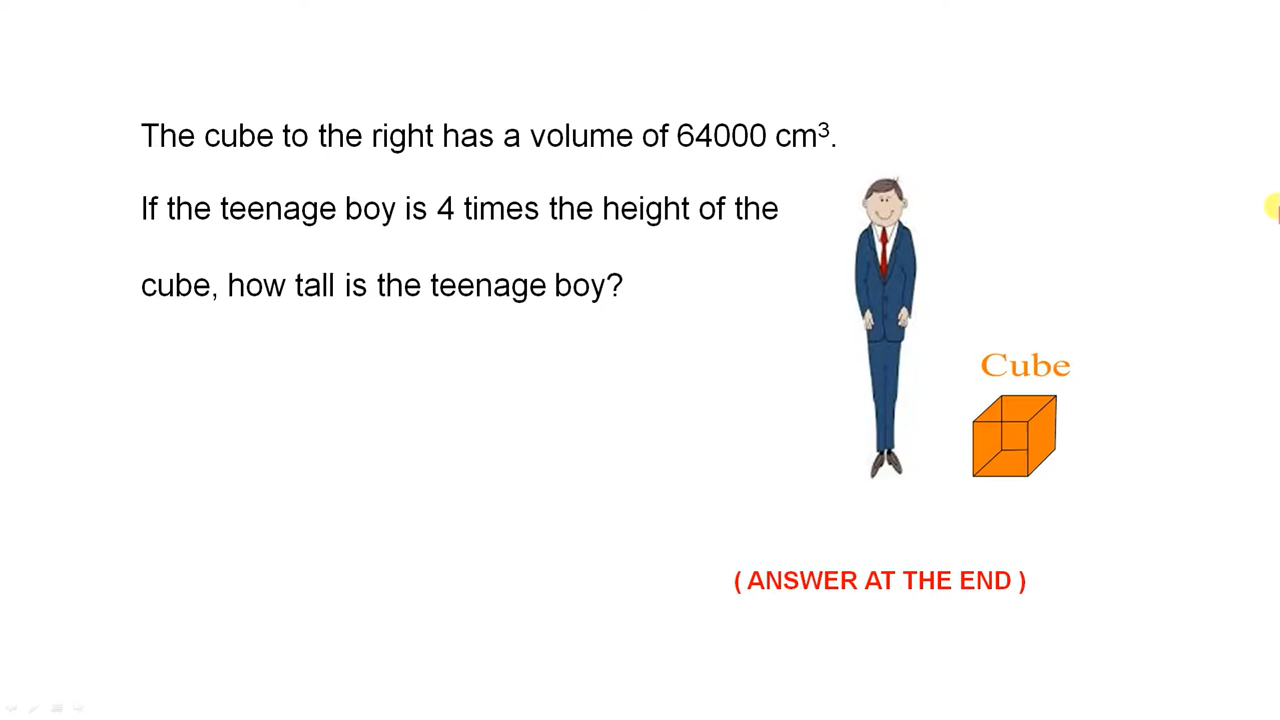 The cube to the right has a volume of 64000 cm³.
If the teenage boy is 4 times the height of the
cube, how tall is the teenage boy?
Cube
( ANSWER AT THE END )